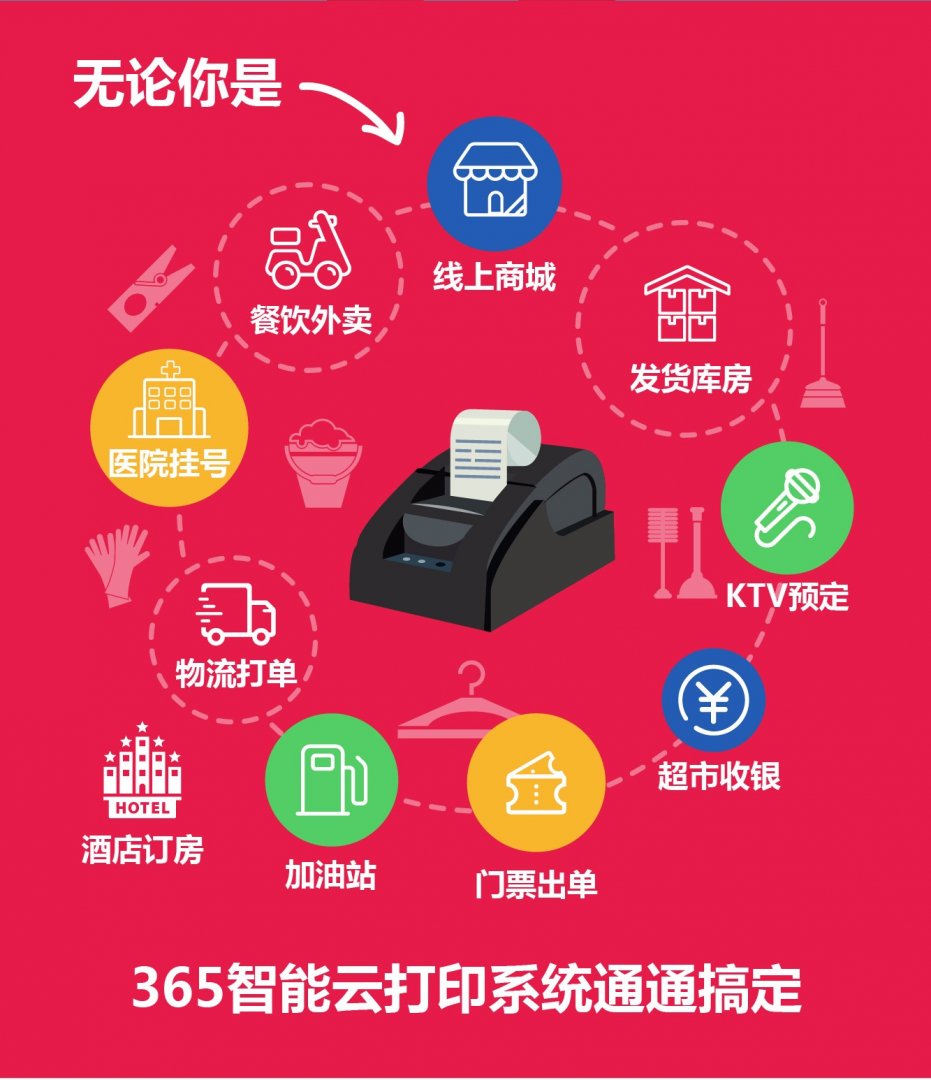 无论你是
线上商城
餐饮外卖
发货库房
医院挂号
KTV预定
物流打单
超市收银
HOTEL
酒店订房
加油站
门票出单
365智能云打印系统通通搞定